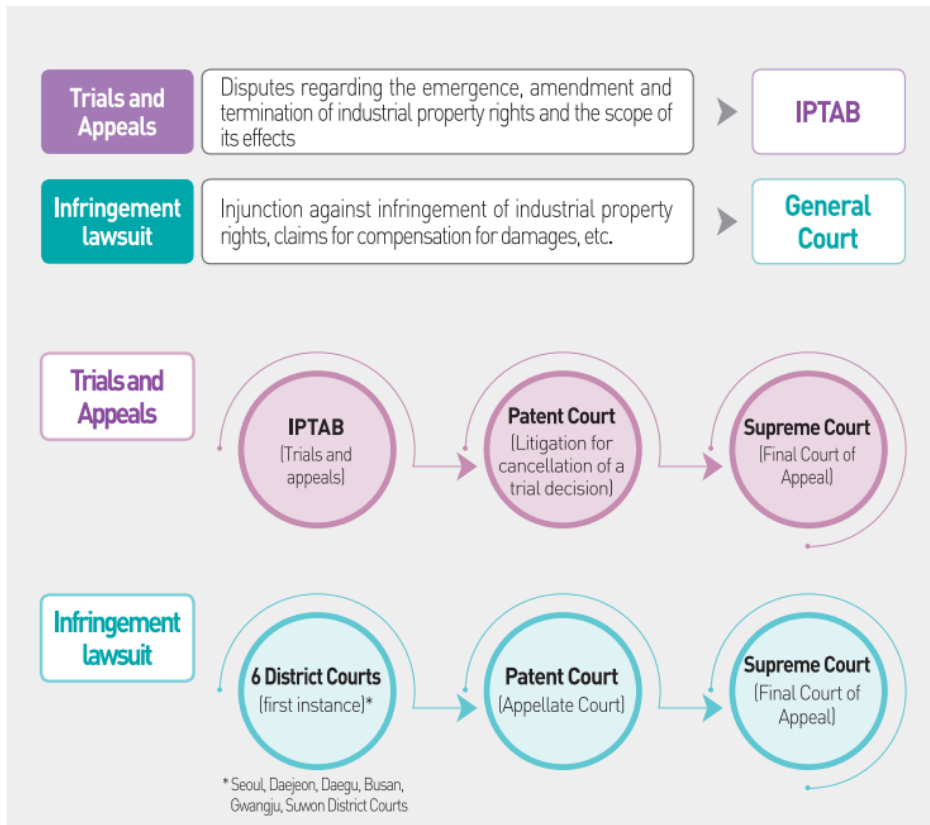 Trials and
Appeals
Disputes regarding the emergence, amendment and
termination of industrial property rights and the scope of
its effects
IPTAB
Infringement
lawsuit
Injunction against infringement of industrial property
rights, claims for compensation for damages, etc.
General
Court
Trials and
Appeals
IPTAB
(Trials and
appeals)
Patent Court
(Litigation for
cancellation of a
trial decision)
Supreme Court
(Final Court of
Appeal)
Infringement
lawsuit
6 District Courts
(first instance)*
Patent Court
(Appellate Court)
Supreme Court
(Final Court of
Appeal)
* Seoul, Daejeon, Daegu, Busan,
Gwangju, Suwon District Courts